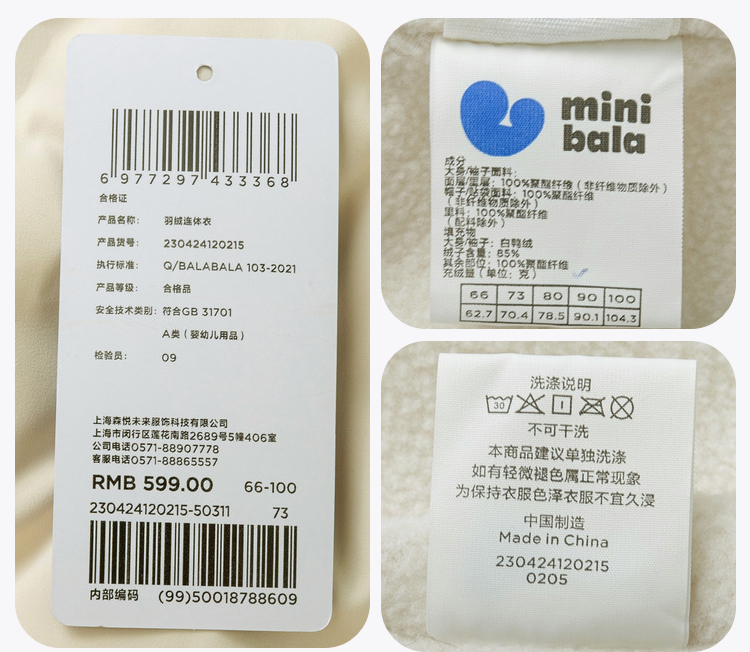 6 977297 433368
合格证
产品名称： 羽绒连体衣
产品货号： 230424120215
执行标准： Q/BALABALA 103-2021
产品等级： 合格品
安全技术类别：符合GB 31701
A类（婴幼儿用品）
检验员： 09
上海森悦未来服饰科技有限公司
上海市闵行区莲花南路2689号5幢406室
公司电话0571-88907778
客服电话0571-88865557
RMB 599.00 66-100
230424120215-50311 73
内部编码 (99)50018788609
mini
bala
成分
大身/袖子面料：
面层/里层：100%聚酯纤维（非纤维物质除外）
帽子/贴袋面料：100%聚酯纤维
（非纤维物质除外）
里料：100%聚酯纤维
（配料除外）
填充物
大身/袖子：白鸭绒
绒子含量：85%
其余部位：100%聚酯纤维
充绒量（单位：克）
66 73 80 90 100
62.7 70.4 78.5 90.1 104.3
洗涤说明
30
不可干洗
本商品建议单独洗涤
如有轻微褪色属正常现象
为保持衣服色泽衣服不宜久浸
中国制造
Made in China
230424120215
0205